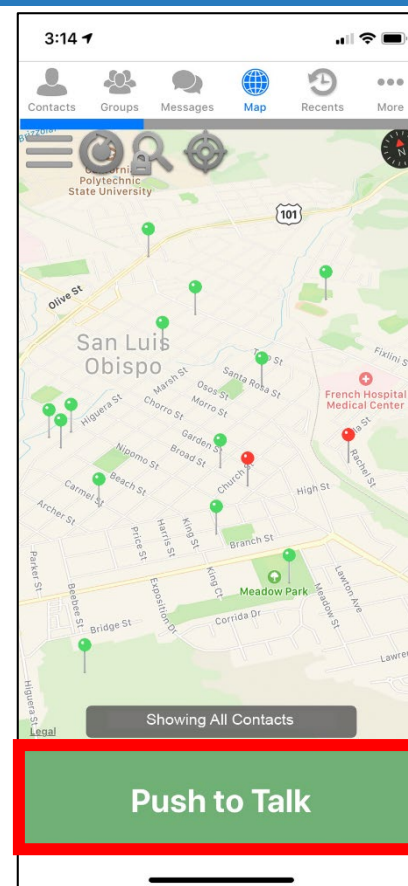 3:14
Contacts Groups Messages Map Recents More
Polytechnic
State University
101
Olive St
San Luis
Obispo
Santa Rosa St
Marsh St
Osos St
Morro St
Chorro St
Higuera St
French Hospital
Medical Center
Garden St
Broad St
Nipomo St
Church St
Rachel St
Beach St
Carmel St
High St
Archer St
Price St
Harris St
King St
Branch St
Parker St
Beebee St
Exposition Dr
King Ct
Meadow Park
Meadow St
Lawton Ave
Corrida Dr
Bridge St
Higuera St
Showing All Contacts
Legal
Push to Talk